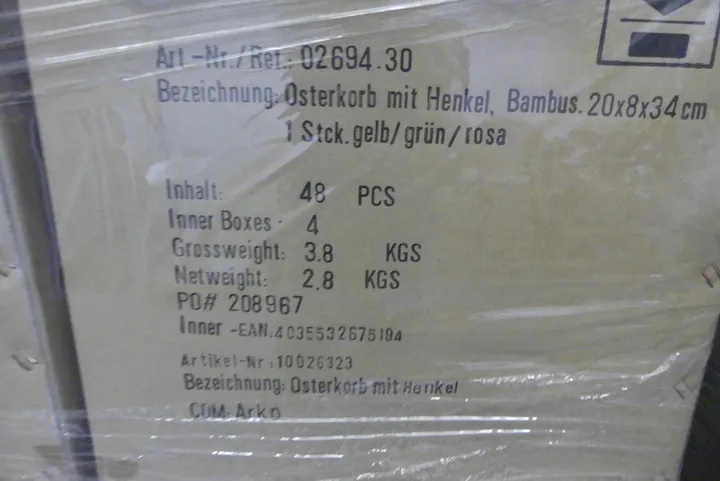 Art.-Nr./Ref.: 02694.30
Bezeichnung: Osterkorb mit Henkel, Bambus. 20x8x34cm
1 Stck. gelb/grün/rosa
Inhalt: 48 PCS
Inner Boxes: 4
Grossweight: 3.8 KGS
Netweight: 2.8 KGS
PO# 208967
Inner -EAN.4035532675194
Artikel-Nr:10026323
Bezeichnung: Osterkorb mit Henkel
COM-Arko